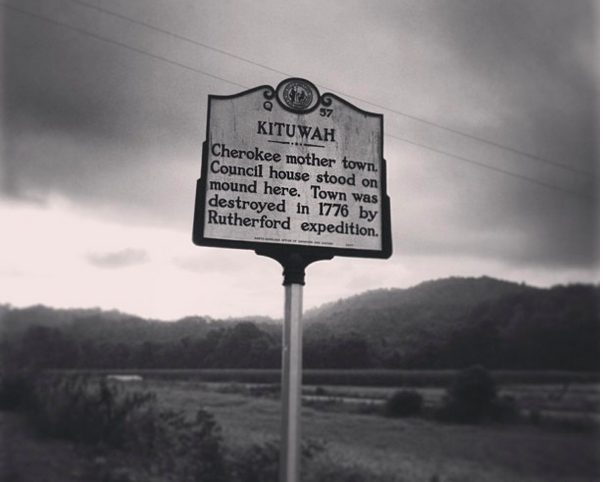 Q 57
KITUWAH
Cherokee mother town.
Council house stood on
mound here. Town was
destroyed in 1776 by
Rutherford expedition.